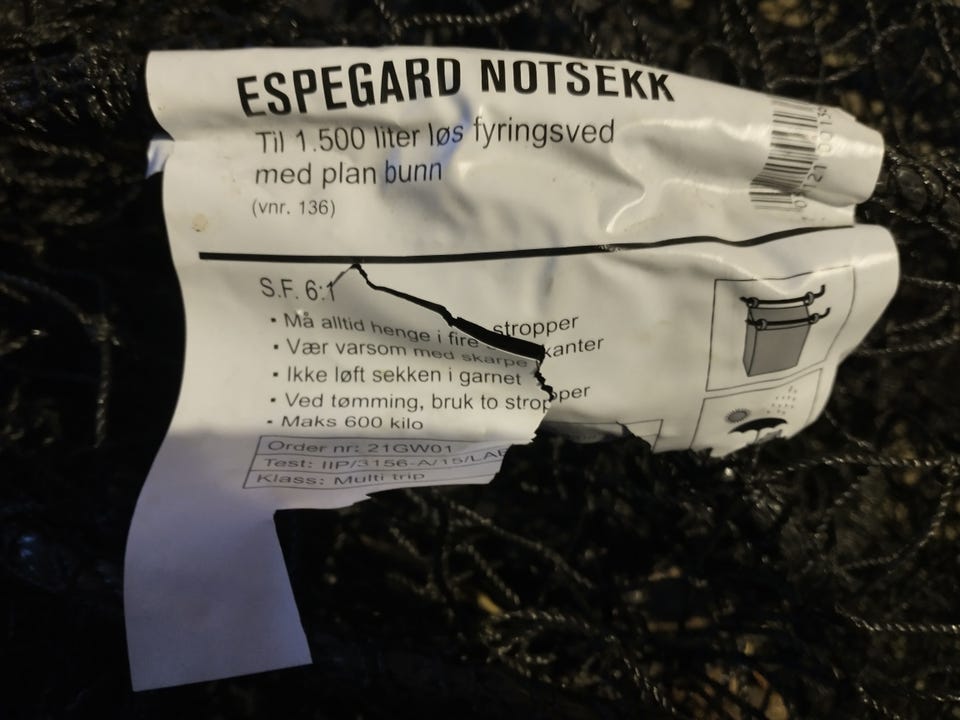 ESPEGARD NOTSEKK
Til 1.500 liter løs fyringsved
med plan bunn
(vnr. 136)
S.F. 6:1
• Må alltid henge i fire stropper
• Vær varsom med skarpe kanter
• Ikke løft sekken i garnet
• Ved tømming, bruk to stropper
• Maks 600 kilo
Order nr: 21GW01
Test: IIP/3156-A/15/LAB
Klass: Multi trip